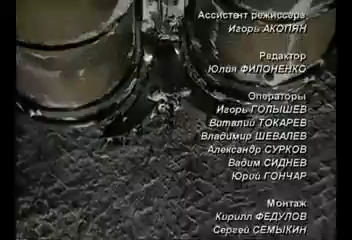 Ассистент режиссера
Игорь АКОПЯН
Редактор
Юлия ФИЛОНЕНКО
Операторы
Игорь ГОЛЫШЕВ
Виталий ТОКАРЕВ
Владимир ШЕВАЛЕВ
Александр СУРКОВ
Вадим СИДНЕВ
Юрий ГОНЧАР
Монтаж
Кирилл ФЕДУЛОВ
Сергей СЕМЫКИН